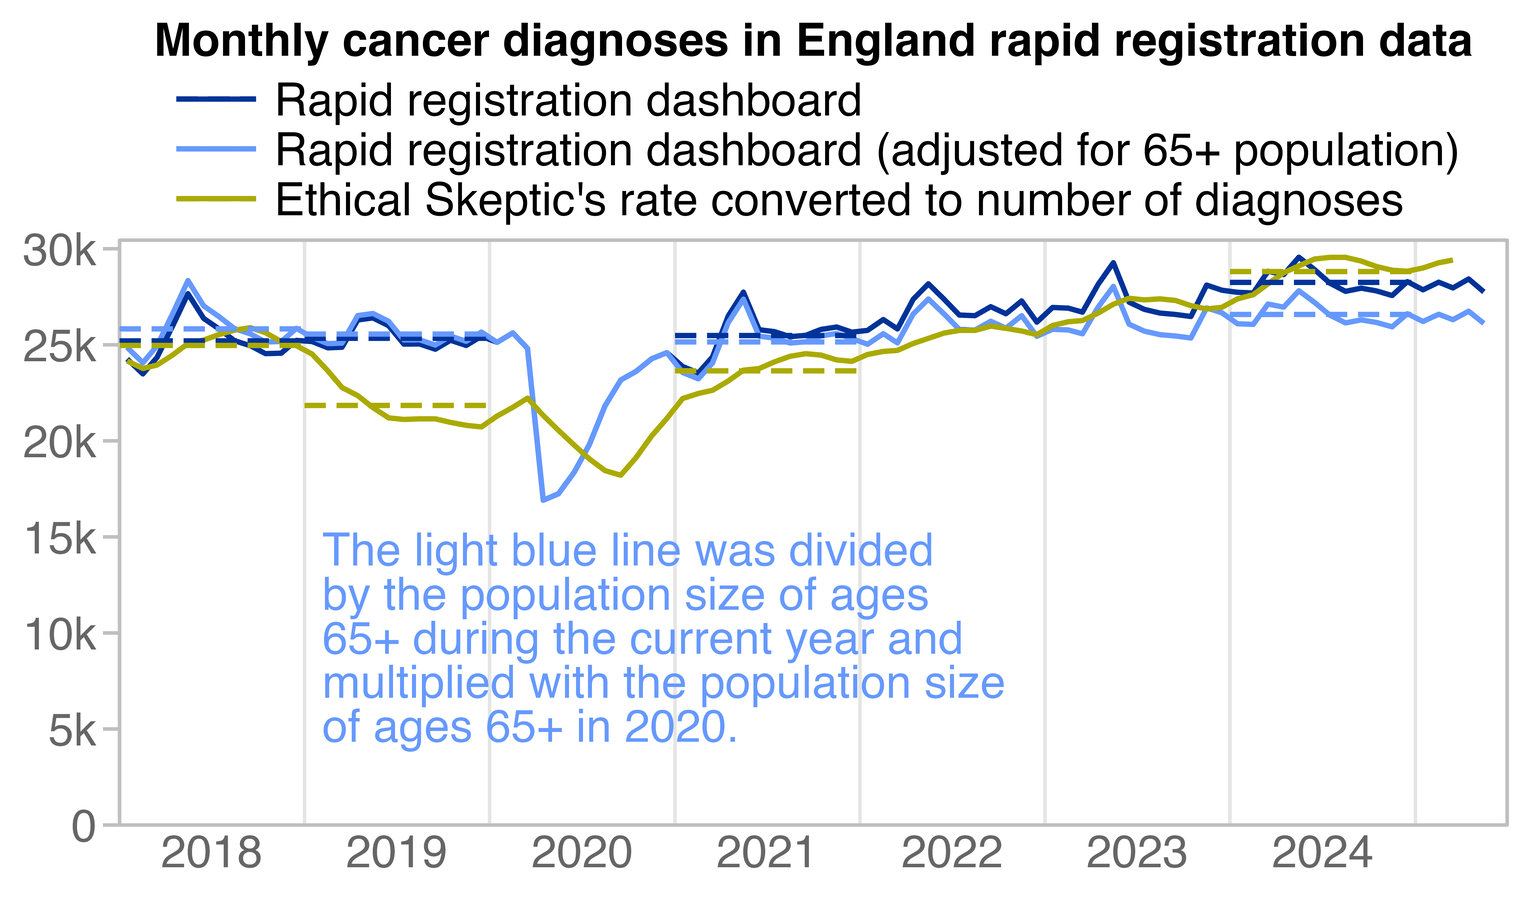 Monthly cancer diagnoses in England rapid registration data
Rapid registration dashboard
Rapid registration dashboard (adjusted for 65+ population)
Ethical Skeptic's rate converted to number of diagnoses
30k
25k
20k
15k
10k
5k
0
The light blue line was divided
by the population size of ages
65+ during the current year and
multiplied with the population size
of ages 65+ in 2020.
2018 2019 2020 2021 2022 2023 2024